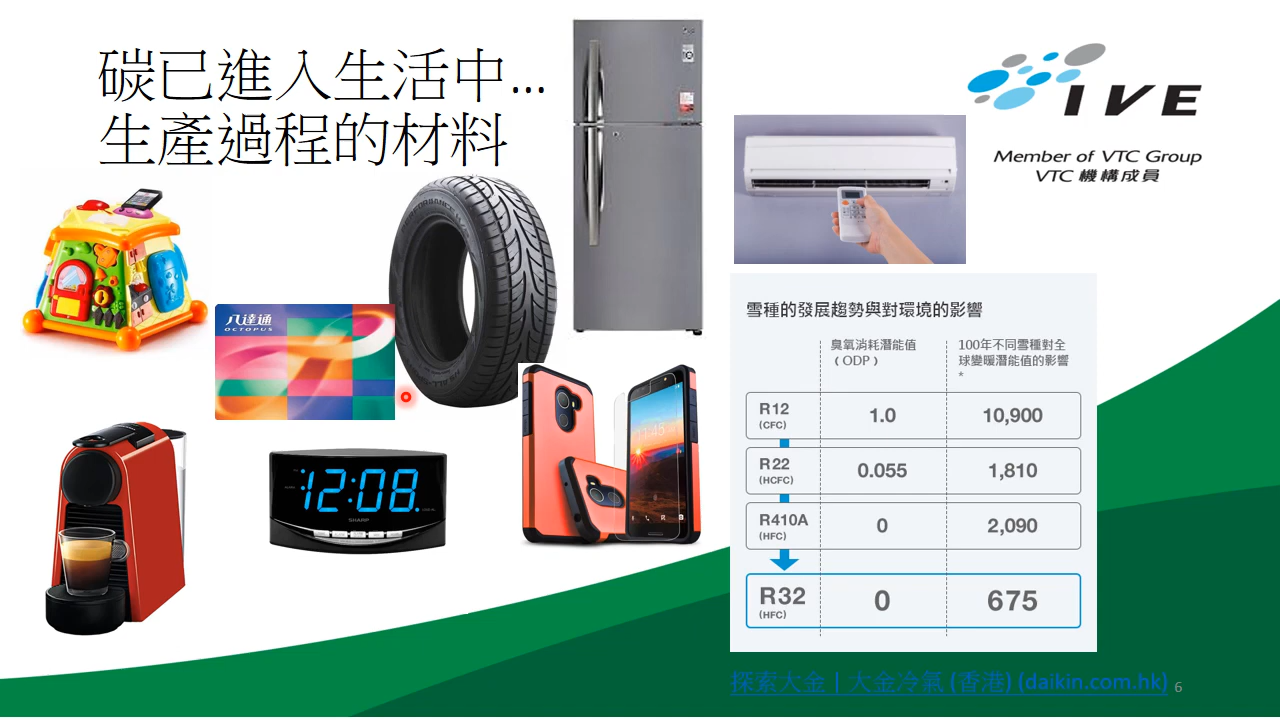 碳已進入生活中...
生產過程的材料
IVE
Member of VTC Group
VTC 機構成員
八達通
OCTOPUS
12:08
SHARP
雪種的發展趨勢與對環境的影響
臭氧消耗潛能值
(ODP)
100年不同雪種對全
球變暖潛能值的影響
*
R12
(CFC)
1.0
10,900
R22
(HCFC)
0.055
1,810
R410A
(HFC)
0
2,090
R32
(HFC)
0
675
探索大金 | 大金冷氣 (香港) (daikin.com.hk)
6